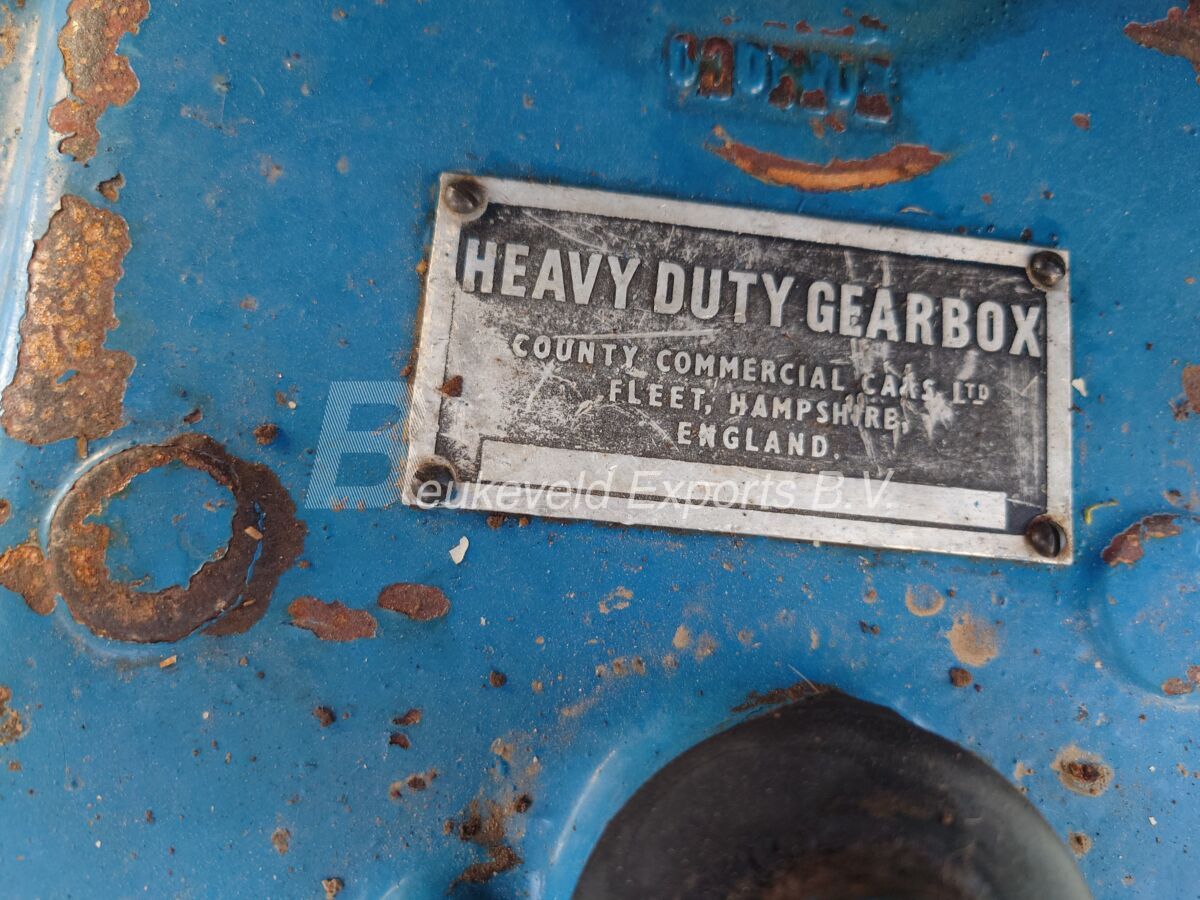 HEAVY DUTY GEARBOX
COUNTY COMMERCIAL CARS, LTD
FLEET, HAMPSHIRE,
ENGLAND.
Beukeveld Exports B.V.